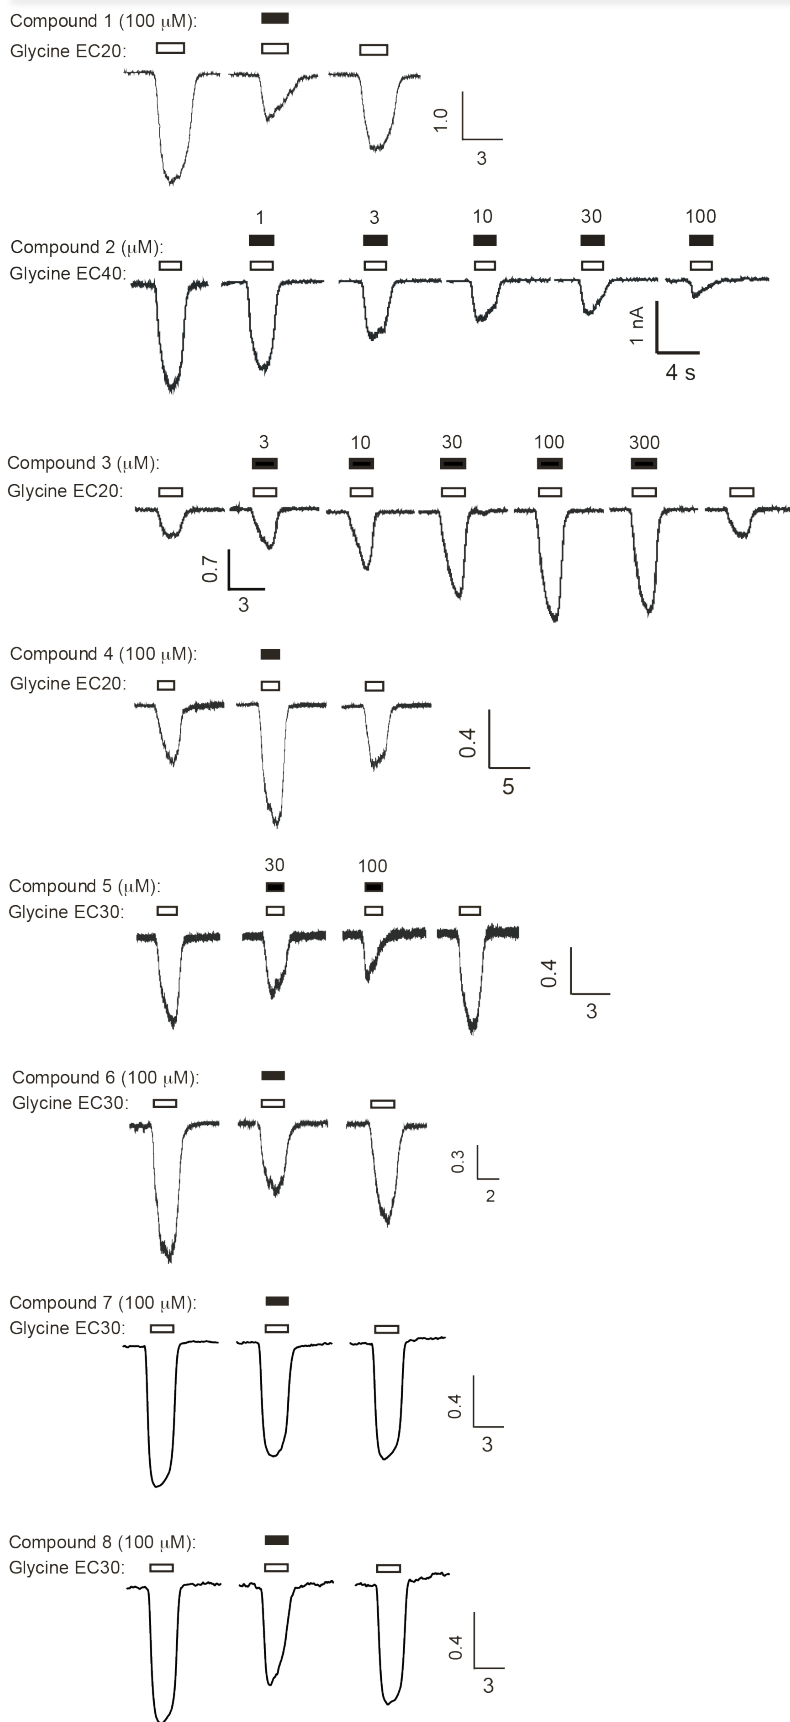 Compound 1 (100 µM):
Glycine EC20:
1.0
3
1 3 10 30 100
Compound 2 (µM):
Glycine EC40:
1 nA
4 s
3 10 30 100 300
Compound 3 (µM):
Glycine EC20:
0.7
3
Compound 4 (100 µM):
Glycine EC20:
0.4
5
30 100
Compound 5 (µM):
Glycine EC30:
0.4
3
Compound 6 (100 µM):
Glycine EC30:
0.3
2
Compound 7 (100 µM):
Glycine EC30:
0.4
3
Compound 8 (100 µM):
Glycine EC30:
0.4
3